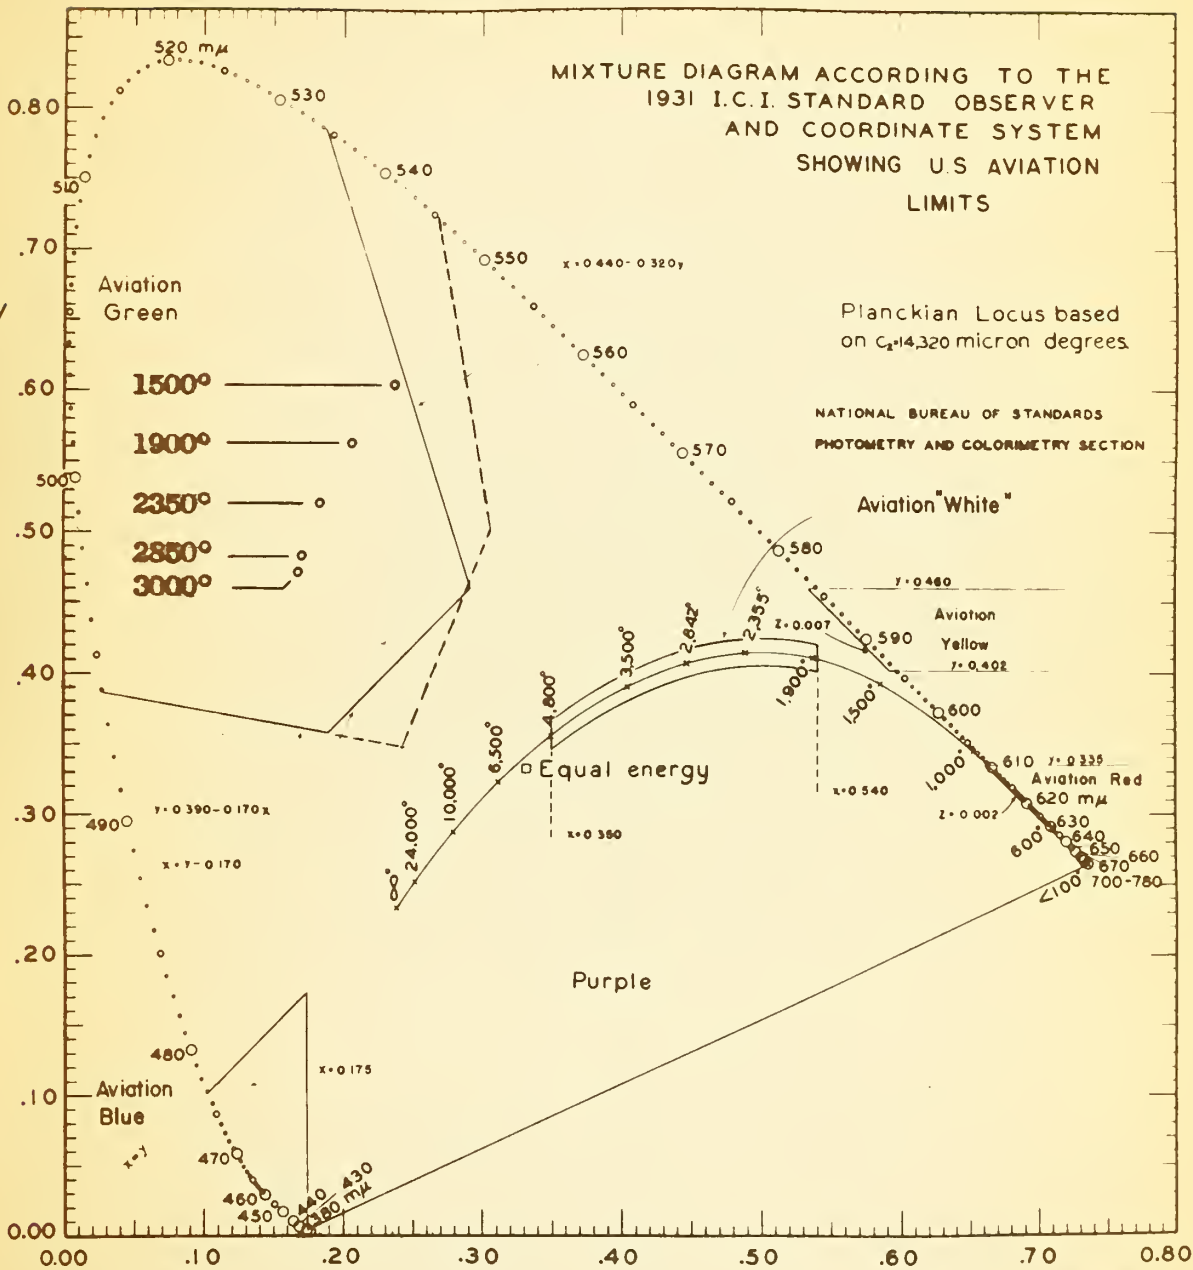 MIXTURE DIAGRAM ACCORDING TO THE
1931 I.C.I. STANDARD OBSERVER
AND COORDINATE SYSTEM
SHOWING U.S AVIATION
LIMITS
520 mμ
530
540
550
560
570
580
590
600
610
620 mμ
630
640
650
660
670
700-780
510
500
490
480
470
460
450
440
430
380 mμ
x=0.440-0.320y
Planckian Locus based
on C₂=14,320 micron degrees.
NATIONAL BUREAU OF STANDARDS
PHOTOMETRY AND COLORIMETRY SECTION
Aviation
Green
1500°
1900°
2350°
2850°
3000°
Aviation "White"
y=0.460
Aviation
Yellow
y=0.402
Z=0.007
2,355°
2,842°
3,500°
4,800°
6,500°
10,000°
24,000°
∞°
1,900°
1,500°
1,000°
600°
<100°
y=0.335
Aviation Red
Z=0.002
□ Equal energy
x=0.540
x=0.350
y=0.390-0.170x
x=y-0.170
Purple
x=0.175
Aviation
Blue
x=y
y
0.80
.70
.60
.50
.40
.30
.20
.10
0.00
0.00 .10 .20 .30 .40 .50 .60 .70 0.80